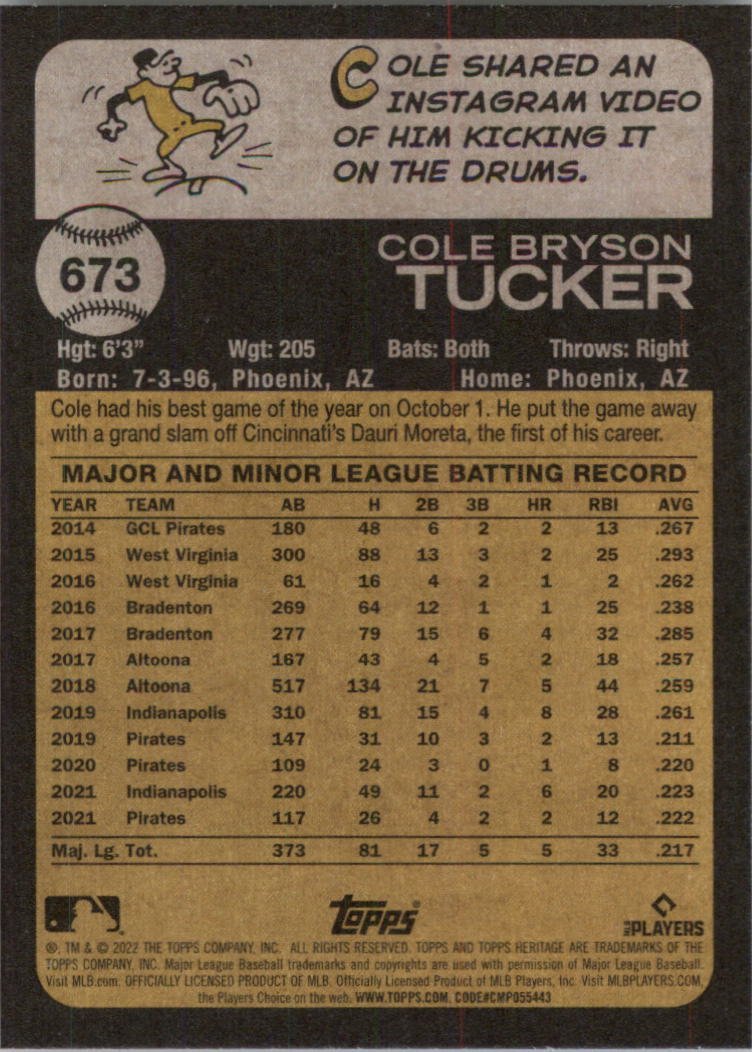 COLE SHARED AN
INSTAGRAM VIDEO
OF HIM KICKING IT
ON THE DRUMS.
673
COLE BRYSON
TUCKER
Hgt: 6'3" Wgt: 205 Bats: Both Throws: Right
Born: 7-3-96, Phoenix, AZ Home: Phoenix, AZ
Cole had his best game of the year on October 1. He put the game away
with a grand slam off Cincinnati's Dauri Moreta, the first of his career.
MAJOR AND MINOR LEAGUE BATTING RECORD
YEAR TEAM AB H 2B 3B HR RBI AVG
2014 GCL Pirates 180 48 6 2 2 13 .267
2015 West Virginia 300 88 13 3 2 25 .293
2016 West Virginia 61 16 4 2 1 2 .262
2016 Bradenton 269 64 12 1 1 25 .238
2017 Bradenton 277 79 15 6 4 32 .285
2017 Altoona 167 43 4 5 2 18 .257
2018 Altoona 517 134 21 7 5 44 .259
2019 Indianapolis 310 81 15 4 8 28 .261
2019 Pirates 147 31 10 3 2 13 .211
2020 Pirates 109 24 3 0 1 8 .220
2021 Indianapolis 220 49 11 2 6 20 .223
2021 Pirates 117 26 4 2 2 12 .222
Maj. Lg. Tot. 373 81 17 5 5 33 .217
Topps® MLB PLAYERS
®, TM & © 2022 THE TOPPS COMPANY, INC. ALL RIGHTS RESERVED. TOPPS AND TOPPS HERITAGE ARE TRADEMARKS OF THE
TOPPS COMPANY, INC. Major League Baseball trademarks and copyrights are used with permission of Major League Baseball.
Visit MLB.com. OFFICIALLY LICENSED PRODUCT OF MLB. Officially Licensed Product of MLB Players, Inc. Visit MLBPLAYERS.COM,
the Players Choice on the web. WWW.TOPPS.COM. CODE#CMP055443